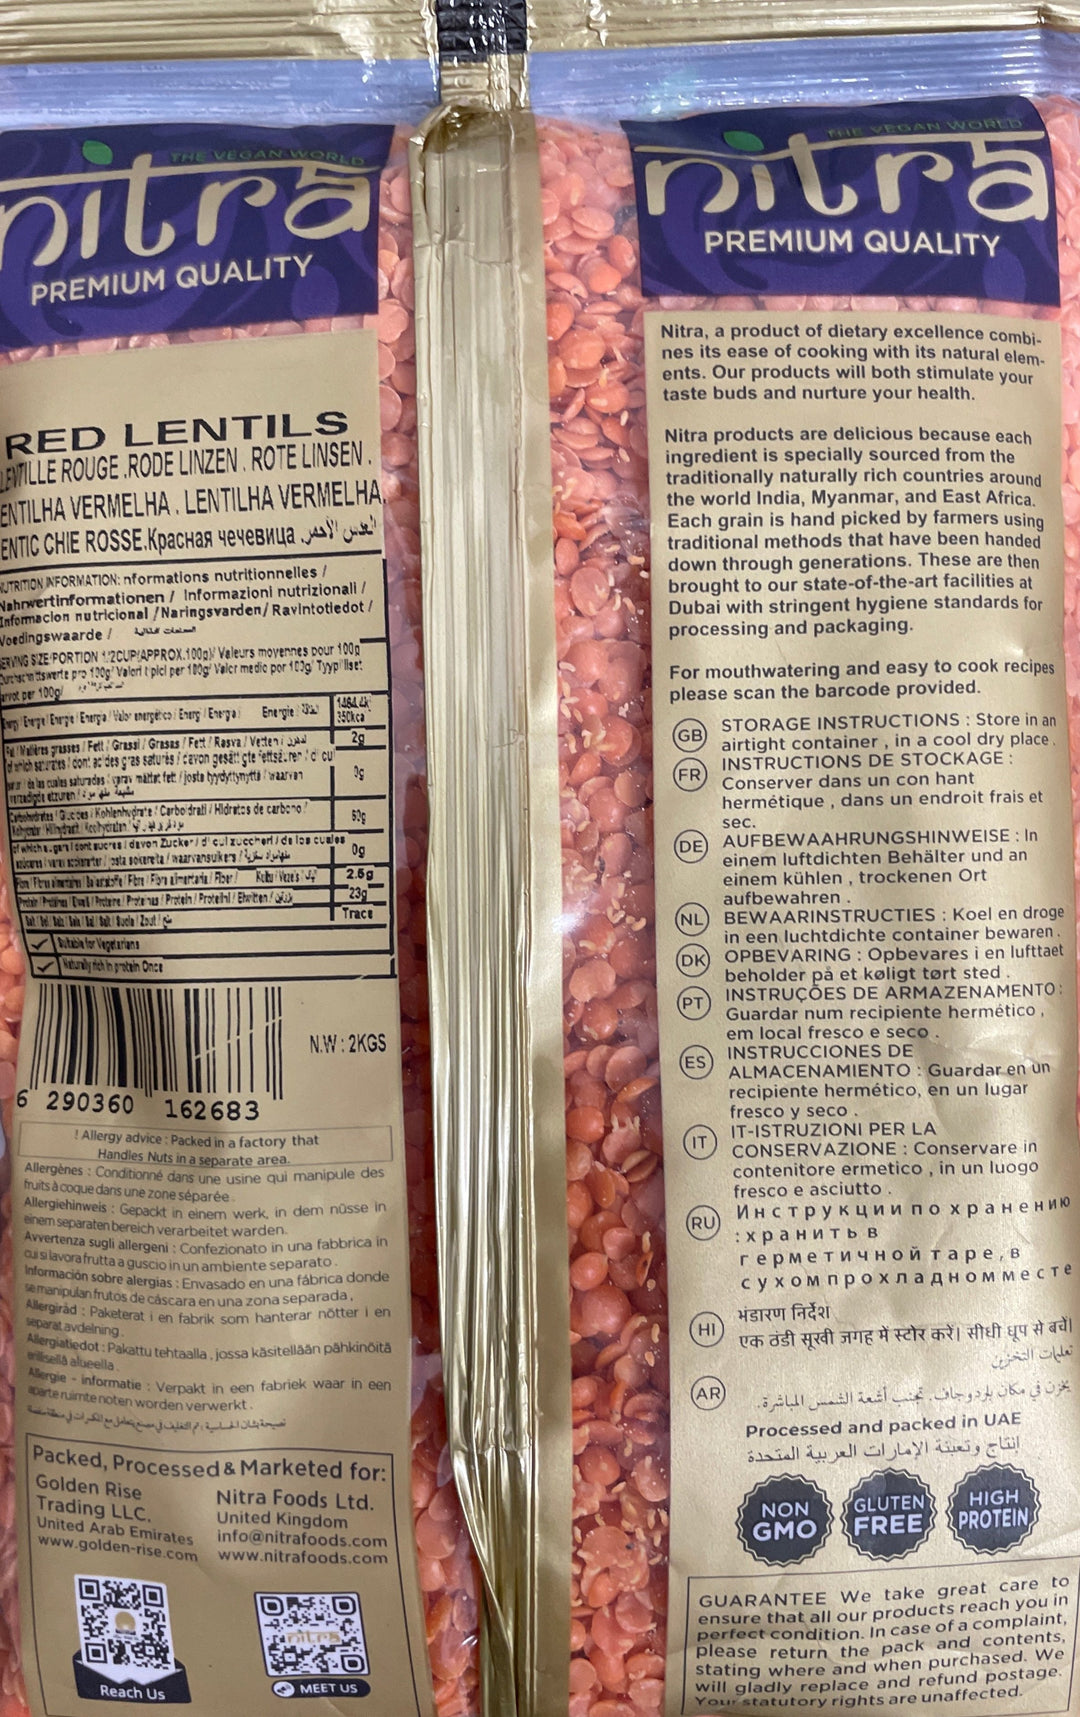 THE VEGAN WORLD
nitra
PREMIUM QUALITY
RED LENTILS
LENTILLE ROUGE .RODE LINZEN . ROTE LINSEN .
ENTILHA VERMELHA . LENTILHA VERMELHA.
ENTIC CHIE ROSSE.Красная чечевица .العدس الأحمر
NUTRITION INFORMATION: nformations nutritionnelles /
Nahrwertinformationen / Informazioni nutrizionali /
Informacion nutricional /Naringsvarden/ Ravintotiedot /
Voedingswaarde /
SERVING SIZE/PORTION 1/2CUP(APPROX.100g)/ Valeurs moyennes pour 100g
per 100g/
Energie
1464.4kj
350kca
2g
0g
60g
0g
2.6g
23g
Trace
Suitable for Vegetarians
Naturally rich in protein Once
6 290360 162683
N.W : 2KGS
! Allergy advice : Packed in a factory that
Handles Nuts in a separate area.
Allergènes : Conditionné dans une usine qui manipule des
fruits à coque dans une zone séparée .
Allergiehinweis : Gepackt in einem werk, in dem nüsse in
einem separaten bereich verarbeitet warden.
Avvertenza sugli allergeni : Confezionato in una fabbrica in
cui si lavora frutta a guscio in un ambiente separato .
Información sobre alergias : Envasado en una fábrica donde
se manipulan frutos de cáscara en una zona separada .
Allergiråd : Paketerat i en fabrik som hanterar nötter i en
separat avdelning .
Allergiatiedot : Pakattu tehtaalla , jossa käsitellään pähkinöitä
erillisellä alueella .
Allergie - informatie : Verpakt in een fabriek waar in een
aparte ruimte noten worden verwerkt .
Packed, Processed & Marketed for:
Golden Rise
Trading LLC.
United Arab Emirates
www.golden-rise.com
Nitra Foods Ltd.
United Kingdom
info@nitrafoods.com
www.nitrafoods.com
Reach Us
nitra
MEET US
THE VEGAN WORLD
nitra
PREMIUM QUALITY
Nitra, a product of dietary excellence combi-
nes its ease of cooking with its natural elem-
ents. Our products will both stimulate your
taste buds and nurture your health.
Nitra products are delicious because each
ingredient is specially sourced from the
traditionally naturally rich countries around
the world India, Myanmar, and East Africa.
Each grain is hand picked by farmers using
traditional methods that have been handed
down through generations. These are then
brought to our state-of-the-art facilities at
Dubai with stringent hygiene standards for
processing and packaging.
For mouthwatering and easy to cook recipes
please scan the barcode provided.
GB STORAGE INSTRUCTIONS : Store in an
airtight container , in a cool dry place .
FR INSTRUCTIONS DE STOCKAGE :
Conserver dans un con hant
hermétique , dans un endroit frais et
sec.
DE AUFBEWAAHRUNGSHINWEISE : In
einem luftdichten Behälter und an
einem kühlen , trockenen Ort
aufbewahren .
NL BEWAARINSTRUCTIES : Koel en droge
in een luchtdichte container bewaren .
DK OPBEVARING : Opbevares i en lufttaet
beholder på et køligt tørt sted .
PT INSTRUÇÕES DE ARMAZENAMENTO :
Guardar num recipiente hermético ,
em local fresco e seco .
ES INSTRUCCIONES DE
ALMACENAMIENTO : Guardar en un
recipiente hermético, en un lugar
fresco y seco .
IT IT-ISTRUZIONI PER LA
CONSERVAZIONE : Conservare in
contenitore ermetico , in un luogo
fresco e asciutto .
RU Инструкции по хранению
:хранить в
герметичной таре, в
сухом прохладном месте
HI भंडारण निर्देश
एक ठंडी सूखी जगह में स्टोर करें। सीधी धूप से बचें।
تعليمات التخزين
AR يخزن في مكان بارد وجاف. تجنب أشعة الشمس المباشرة.
Processed and packed in UAE
إنتاج وتعبئة الإمارات العربية المتحدة
NON
GMO
GLUTEN
FREE
HIGH
PROTEIN
GUARANTEE We take great care to
ensure that all our products reach you in
perfect condition. In case of a complaint,
please return the pack and contents,
stating where and when purchased. We
will gladly replace and refund postage.
Your statutory rights are unaffected.